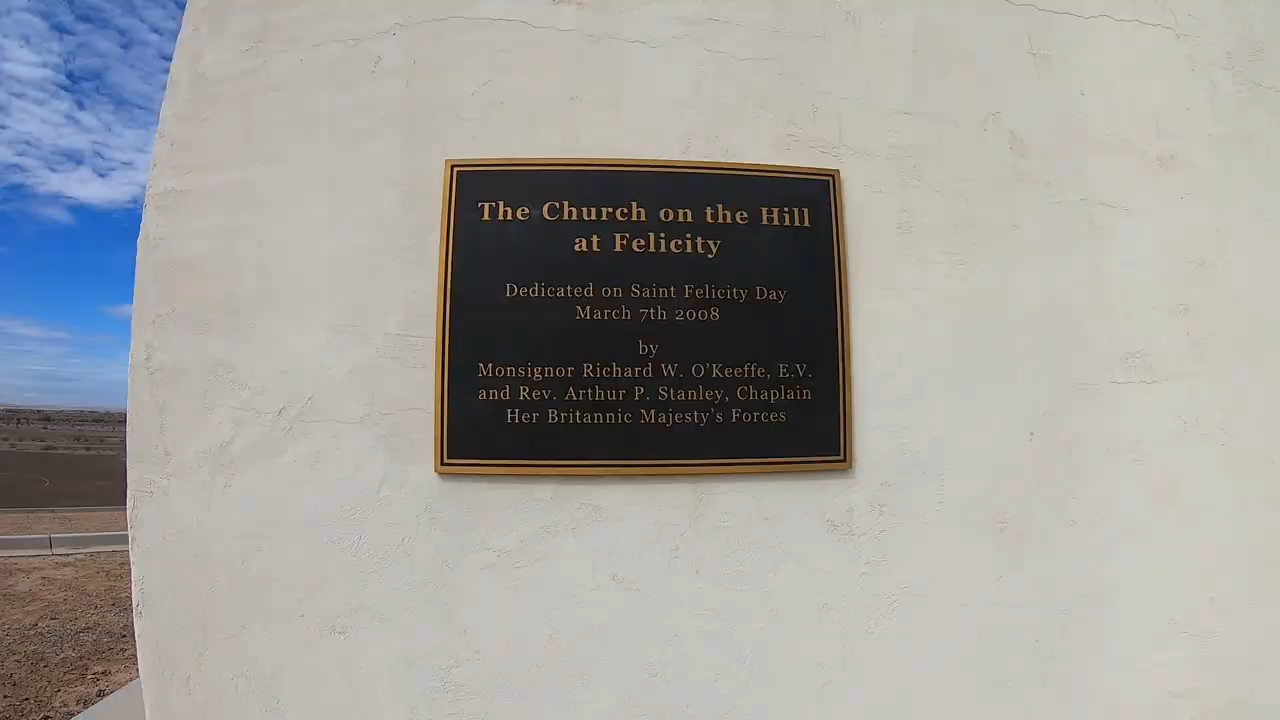 The Church on the Hill
at Felicity
Dedicated on Saint Felicity Day
March 7th 2008
by
Monsignor Richard W. O'Keeffe, E.V.
and Rev. Arthur P. Stanley, Chaplain
Her Britannic Majesty's Forces